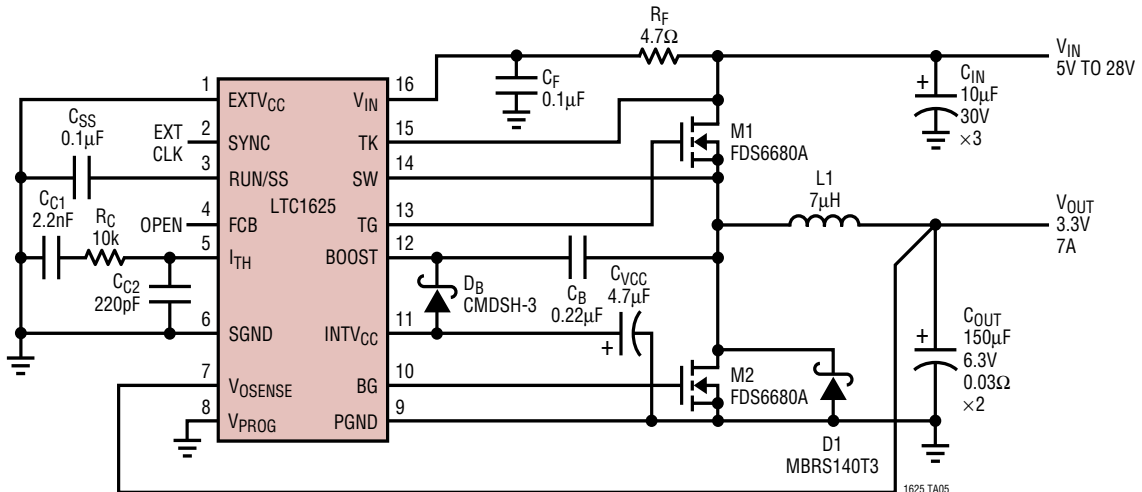 RF
4.7Ω
VIN
5V TO 28V
CF
0.1µF
+
CIN
10µF
30V
×3
1
EXTVCC
VIN
16
2
SYNC
EXT
CLK
TK
15
CSS
0.1µF
3
RUN/SS
SW
14
LTC1625
M1
FDS6680A
CC1
2.2nF
RC
10k
OPEN
4
FCB
TG
13
L1
7µH
VOUT
3.3V
7A
5
ITH
BOOST
12
CC2
220pF
DB
CMDSH-3
CB
0.22µF
CVCC
4.7µF
+
6
SGND
INTVCC
11
+
COUT
150µF
6.3V
0.03Ω
×2
7
VOSENSE
BG
10
M2
FDS6680A
8
VPROG
PGND
9
D1
MBRS140T3
1625 TA05